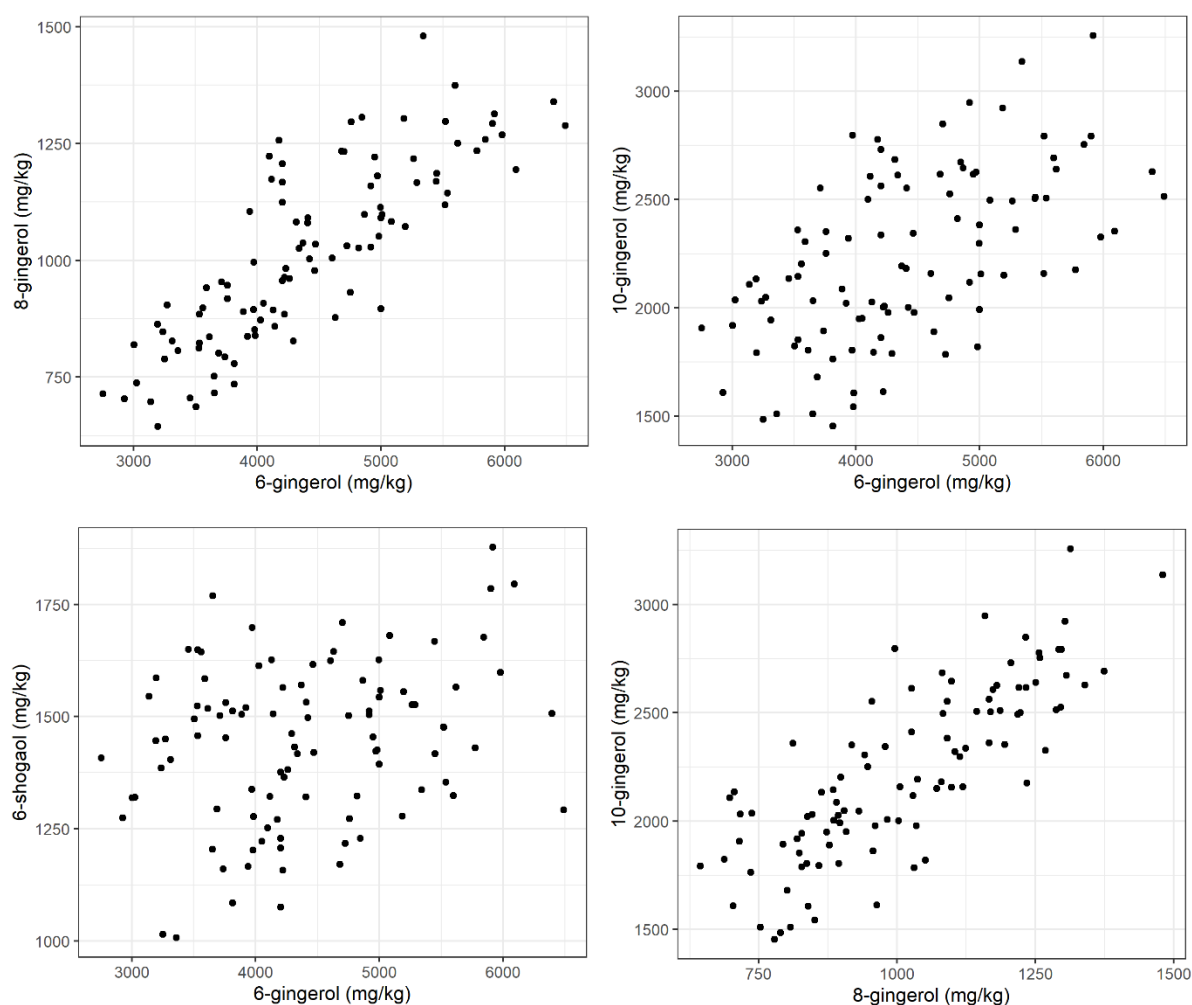 1500
1250
1000
750
8-gingerol (mg/kg)
3000 4000 5000 6000
6-gingerol (mg/kg)
3000
2500
2000
1500
10-gingerol (mg/kg)
3000 4000 5000 6000
6-gingerol (mg/kg)
1750
1500
1250
1000
6-shogaol (mg/kg)
3000 4000 5000 6000
6-gingerol (mg/kg)
3000
2500
2000
1500
10-gingerol (mg/kg)
750 1000 1250 1500
8-gingerol (mg/kg)